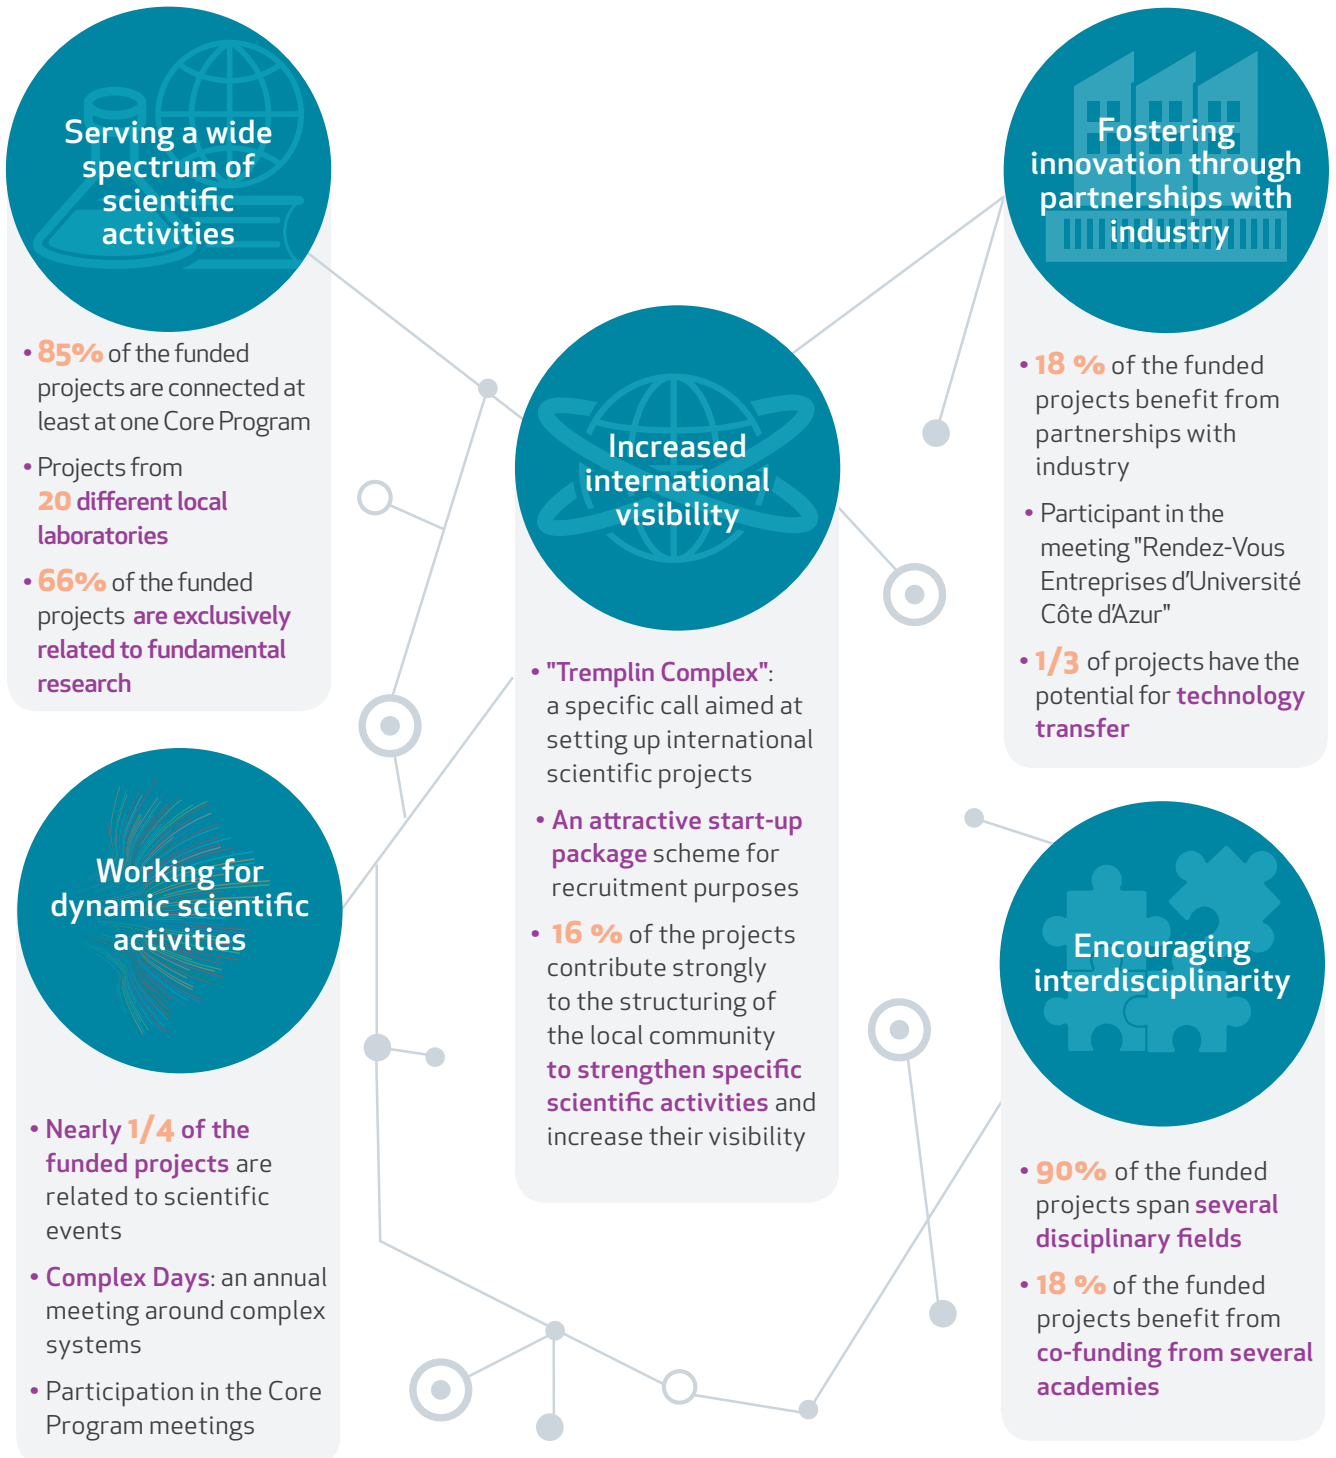 Serving a wide
spectrum of
scientific
activities
• 85% of the funded
projects are connected at
least at one Core Program
• Projects from
20 different local
laboratories
• 66% of the funded
projects are exclusively
related to fundamental
research
Working for
dynamic scientific
activities
• Nearly 1/4 of the
funded projects are
related to scientific
events
• Complex Days: an annual
meeting around complex
systems
• Participation in the Core
Program meetings
Increased
international
visibility
• "Tremplin Complex":
a specific call aimed at
setting up international
scientific projects
• An attractive start-up
package scheme for
recruitment purposes
• 16 % of the projects
contribute strongly
to the structuring of
the local community
to strengthen specific
scientific activities and
increase their visibility
Fostering
innovation through
partnerships with
industry
• 18 % of the funded
projects benefit from
partnerships with
industry
• Participant in the
meeting "Rendez-Vous
Entreprises d'Université
Côte d'Azur"
• 1/3 of projects have the
potential for technology
transfer
Encouraging
interdisciplinarity
• 90% of the funded
projects span several
disciplinary fields
• 18 % of the funded
projects benefit from
co-funding from several
academies